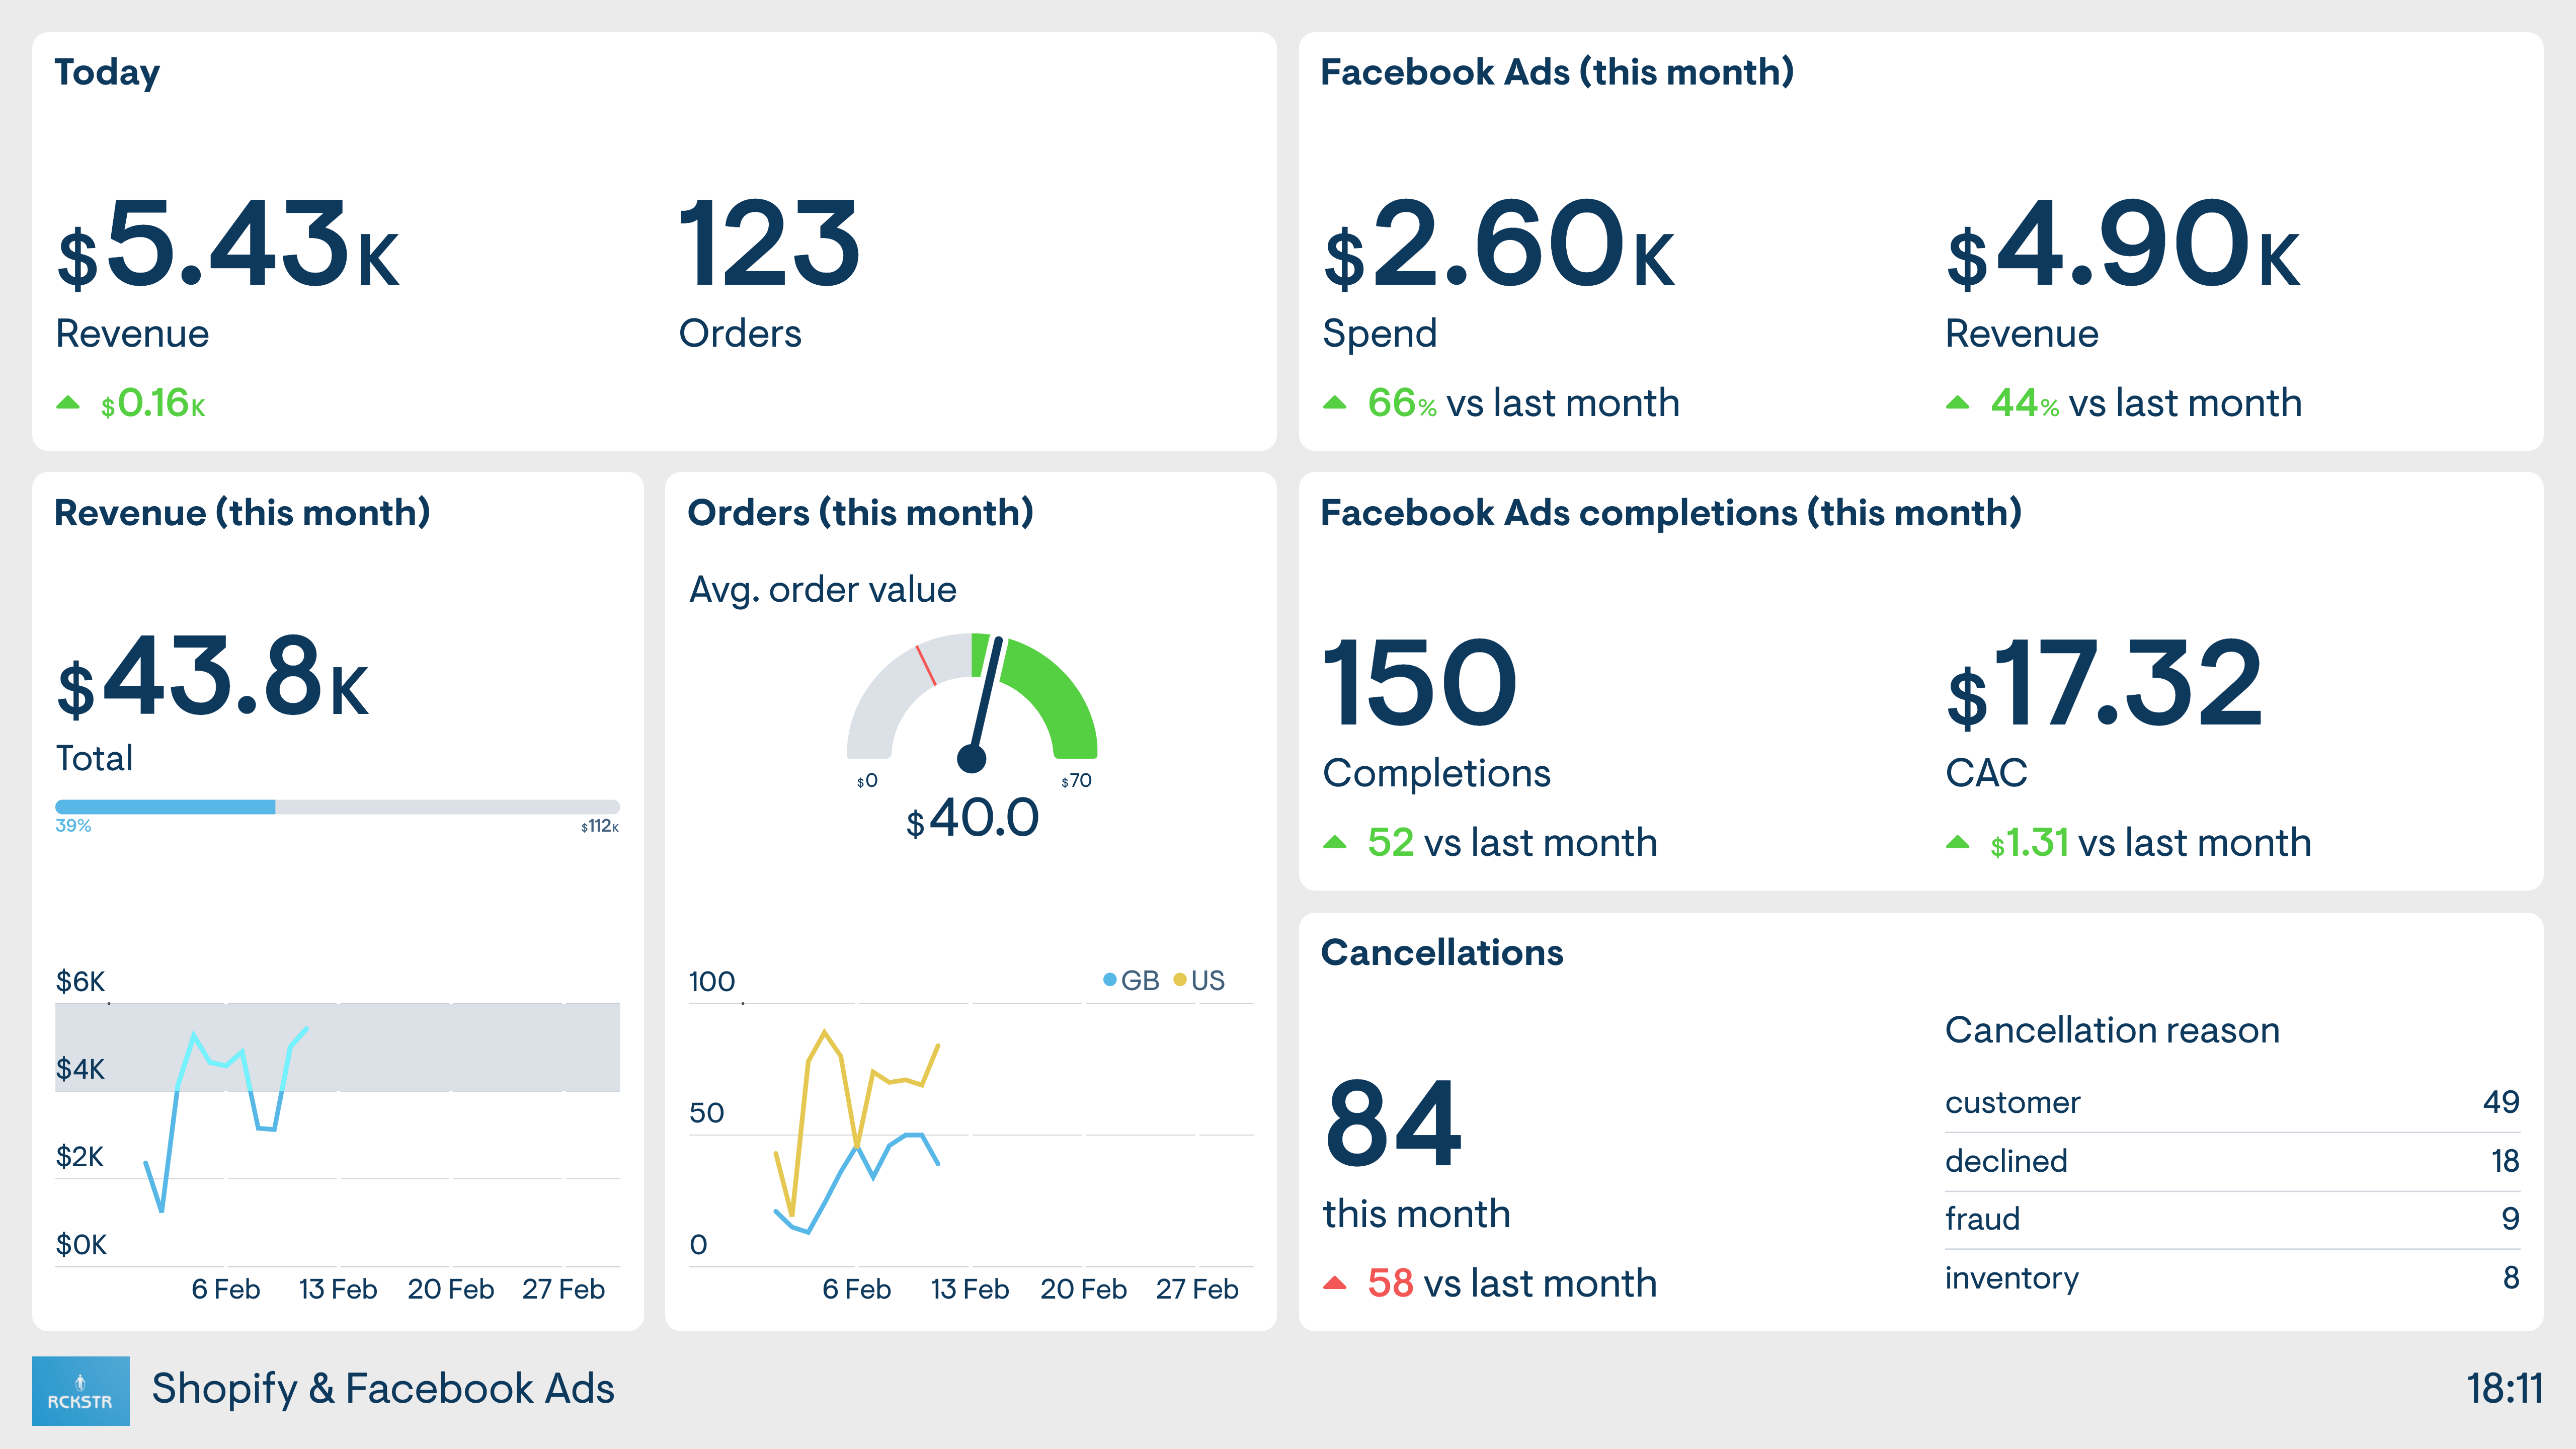 Today
$5.43K
Revenue
$0.16K
123
Orders
Facebook Ads (this month)
$2.60K
Spend
66% vs last month
$4.90K
Revenue
44% vs last month
Revenue (this month)
$43.8K
Total
39%
$112K
$6K
$4K
$2K
$0K
6 Feb 13 Feb 20 Feb 27 Feb
Orders (this month)
Avg. order value
$0
$70
$40.0
GB US
100
50
0
6 Feb 13 Feb 20 Feb 27 Feb
Facebook Ads completions (this month)
150
Completions
52 vs last month
$17.32
CAC
$1.31 vs last month
Cancellations
84
this month
58 vs last month
Cancellation reason
customer 49
declined 18
fraud 9
inventory 8
RCKSTR
Shopify & Facebook Ads
18:11